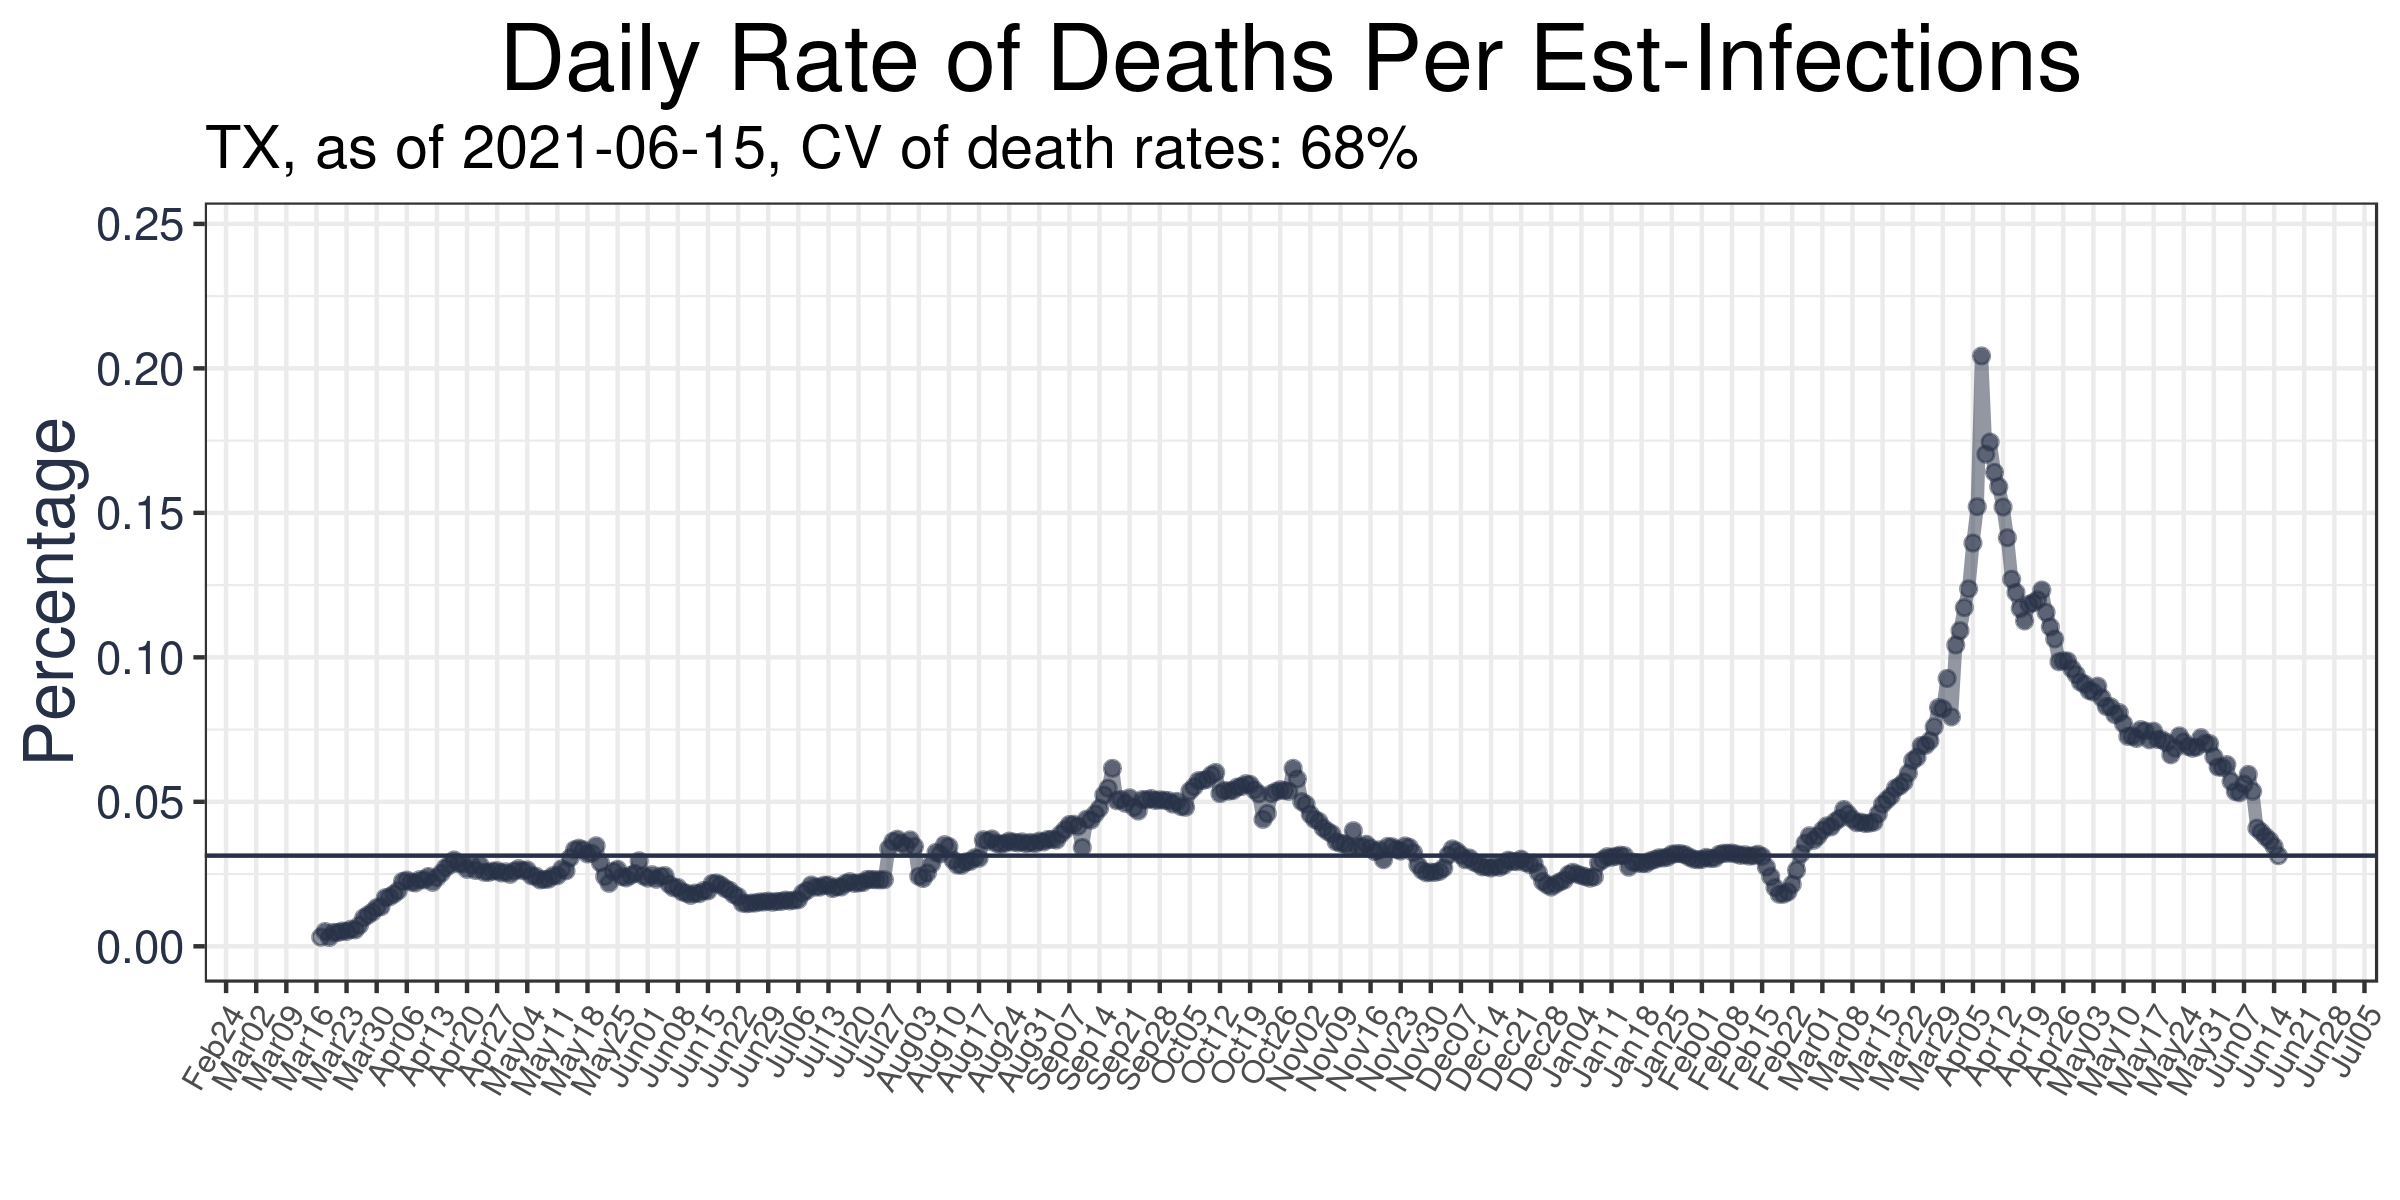 Daily Rate of Deaths Per Est-Infections
TX, as of 2021-06-15, CV of death rates: 68%
Percentage
0.25
0.20
0.15
0.10
0.05
0.00
Feb24
Mar02
Mar09
Mar16
Mar23
Mar30
Apr06
Apr13
Apr20
Apr27
May04
May11
May18
May25
Jun01
Jun08
Jun15
Jun22
Jun29
Jul06
Jul13
Jul20
Jul27
Aug03
Aug10
Aug17
Aug24
Aug31
Sep07
Sep14
Sep21
Sep28
Oct05
Oct12
Oct19
Oct26
Nov02
Nov09
Nov16
Nov23
Nov30
Dec07
Dec14
Dec21
Dec28
Jan04
Jan11
Jan18
Jan25
Feb01
Feb08
Feb15
Feb22
Mar01
Mar08
Mar15
Mar22
Mar29
Apr05
Apr12
Apr19
Apr26
May03
May10
May17
May24
May31
Jun07
Jun14
Jun21
Jun28
Jul05